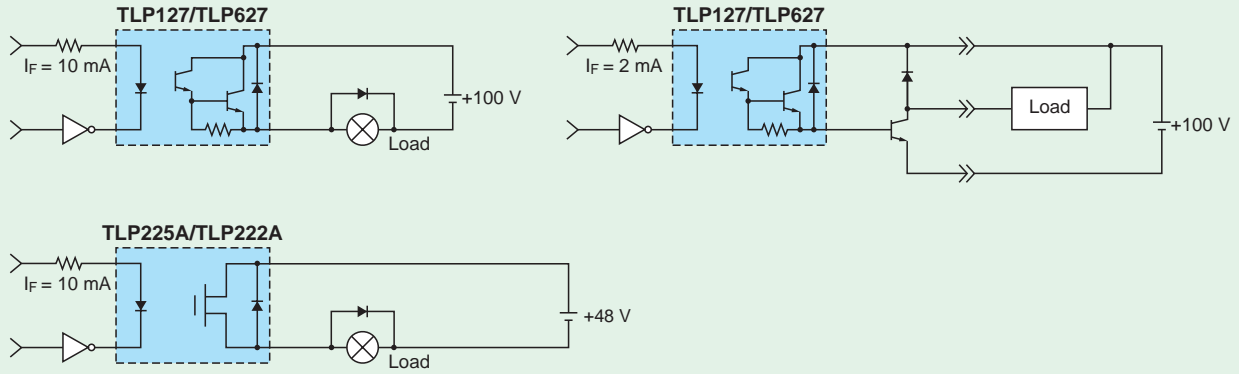 TLP127/TLP627
IF = 10 mA
+100 V
Load
TLP127/TLP627
IF = 2 mA
Load
+100 V
TLP225A/TLP222A
IF = 10 mA
+48 V
Load